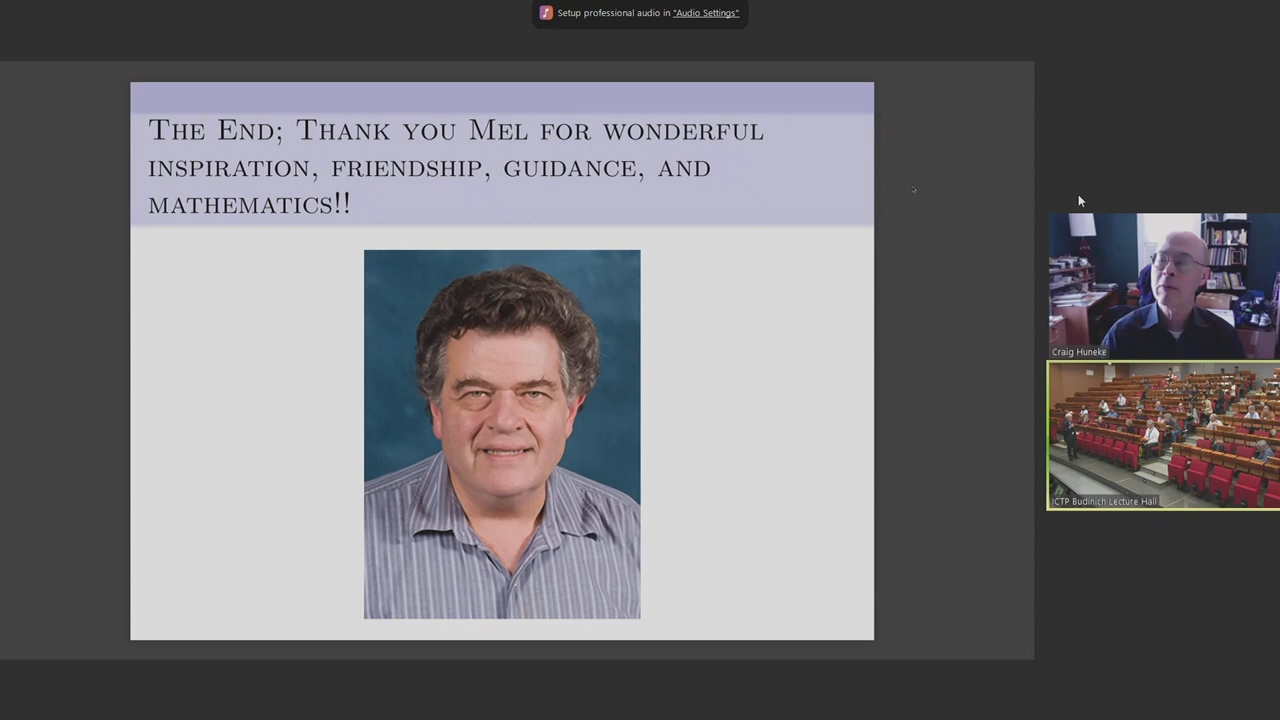 Setup professional audio in "Audio Settings"
The End; Thank you Mel for wonderful
inspiration, friendship, guidance, and
mathematics!!
Craig Huneke
ICTP Budinich Lecture Hall